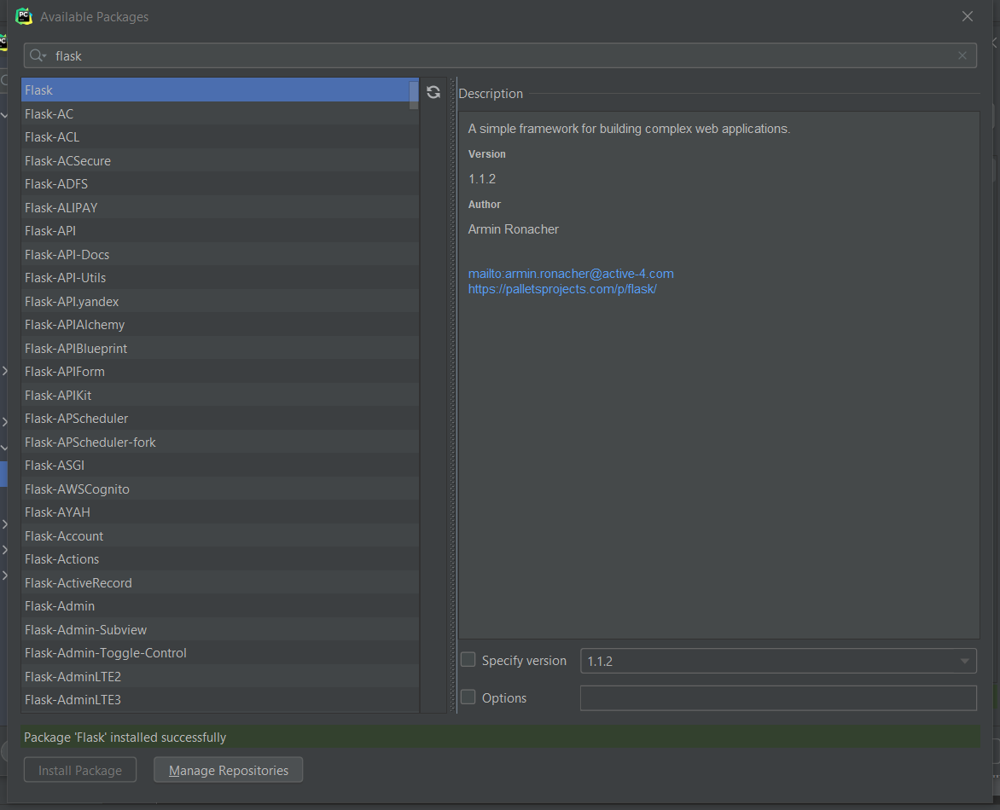 Available Packages
flask
Flask
Flask-AC
Flask-ACL
Flask-ACSecure
Flask-ADFS
Flask-ALIPAY
Flask-API
Flask-API-Docs
Flask-API-Utils
Flask-API.yandex
Flask-APIAlchemy
Flask-APIBlueprint
Flask-APIForm
Flask-APIKit
Flask-APScheduler
Flask-APScheduler-fork
Flask-ASGI
Flask-AWSCognito
Flask-AYAH
Flask-Account
Flask-Actions
Flask-ActiveRecord
Flask-Admin
Flask-Admin-Subview
Flask-Admin-Toggle-Control
Flask-AdminLTE2
Flask-AdminLTE3
Description
A simple framework for building complex web applications.
Version
1.1.2
Author
Armin Ronacher
mailto:armin.ronacher@active-4.com
https://palletsprojects.com/p/flask/
Specify version 1.1.2
Options
Package 'Flask' installed successfully
Install Package Manage Repositories